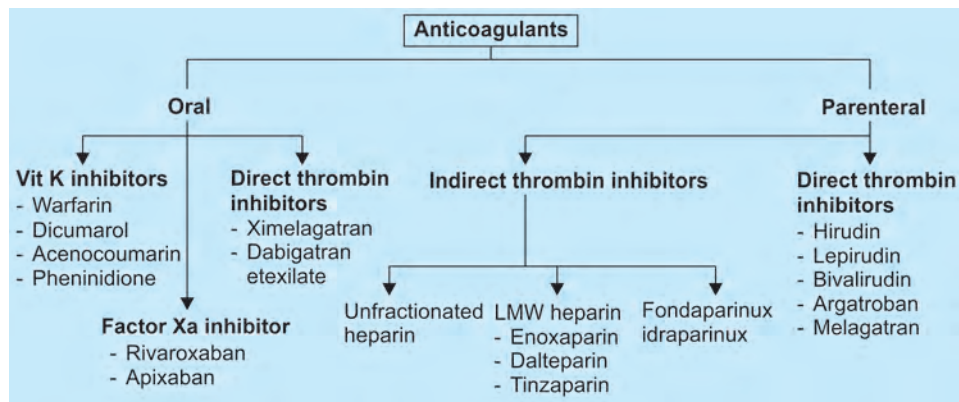 Anticoagulants
Oral
Parenteral
Vit K inhibitors
- Warfarin
- Dicumarol
- Acenocoumarin
- Pheninidione
Direct thrombin
inhibitors
- Ximelagatran
- Dabigatran
etexilate
Factor Xa inhibitor
- Rivaroxaban
- Apixaban
Indirect thrombin inhibitors
Unfractionated
heparin
LMW heparin
- Enoxaparin
- Dalteparin
- Tinzaparin
Fondaparinux
idraparinux
Direct thrombin
inhibitors
- Hirudin
- Lepirudin
- Bivalirudin
- Argatroban
- Melagatran